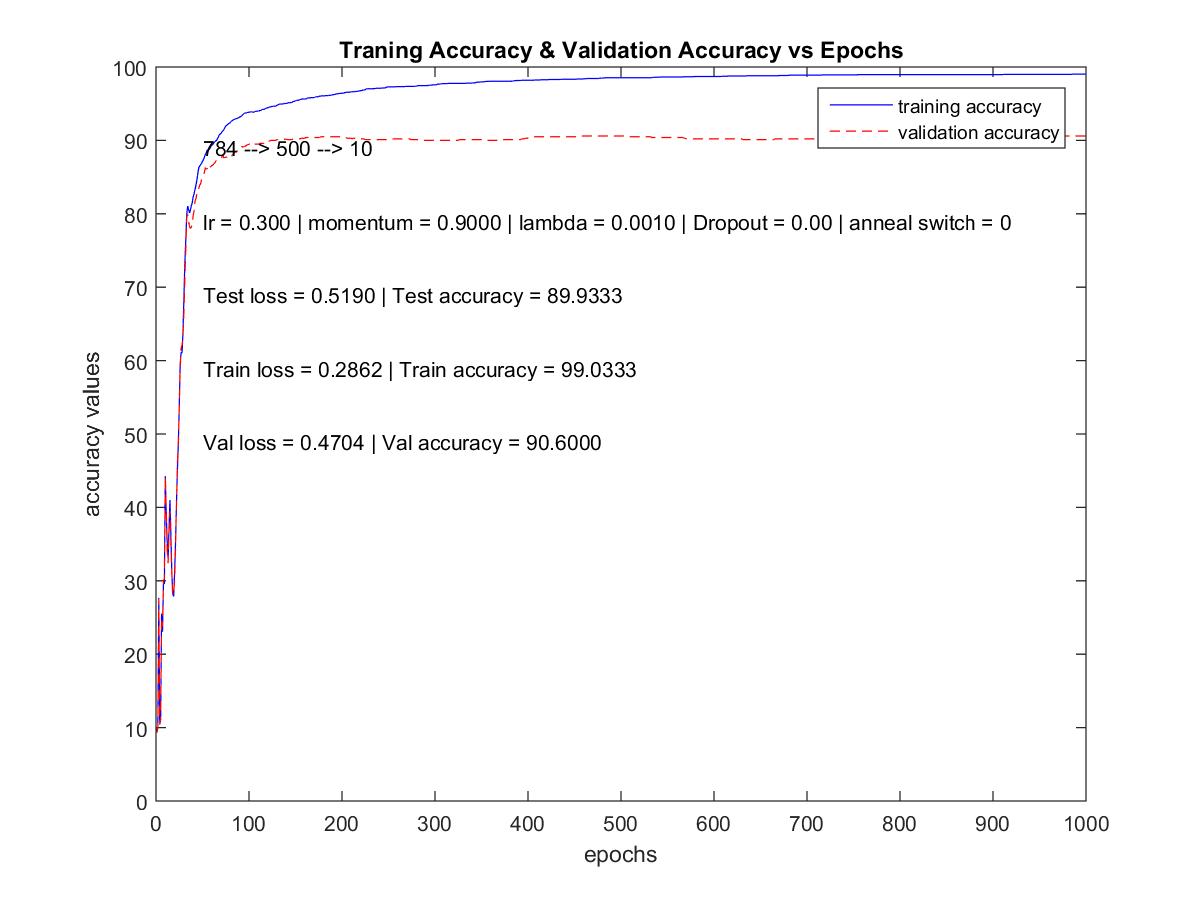 Traning Accuracy & Validation Accuracy vs Epochs
100
90
80
70
60
50
40
30
20
10
0
accuracy values
training accuracy
validation accuracy
784 --> 500 --> 10
lr = 0.300 | momentum = 0.9000 | lambda = 0.0010 | Dropout = 0.00 | anneal switch = 0
Test loss = 0.5190 | Test accuracy = 89.9333
Train loss = 0.2862 | Train accuracy = 99.0333
Val loss = 0.4704 | Val accuracy = 90.6000
0 100 200 300 400 500 600 700 800 900 1000
epochs